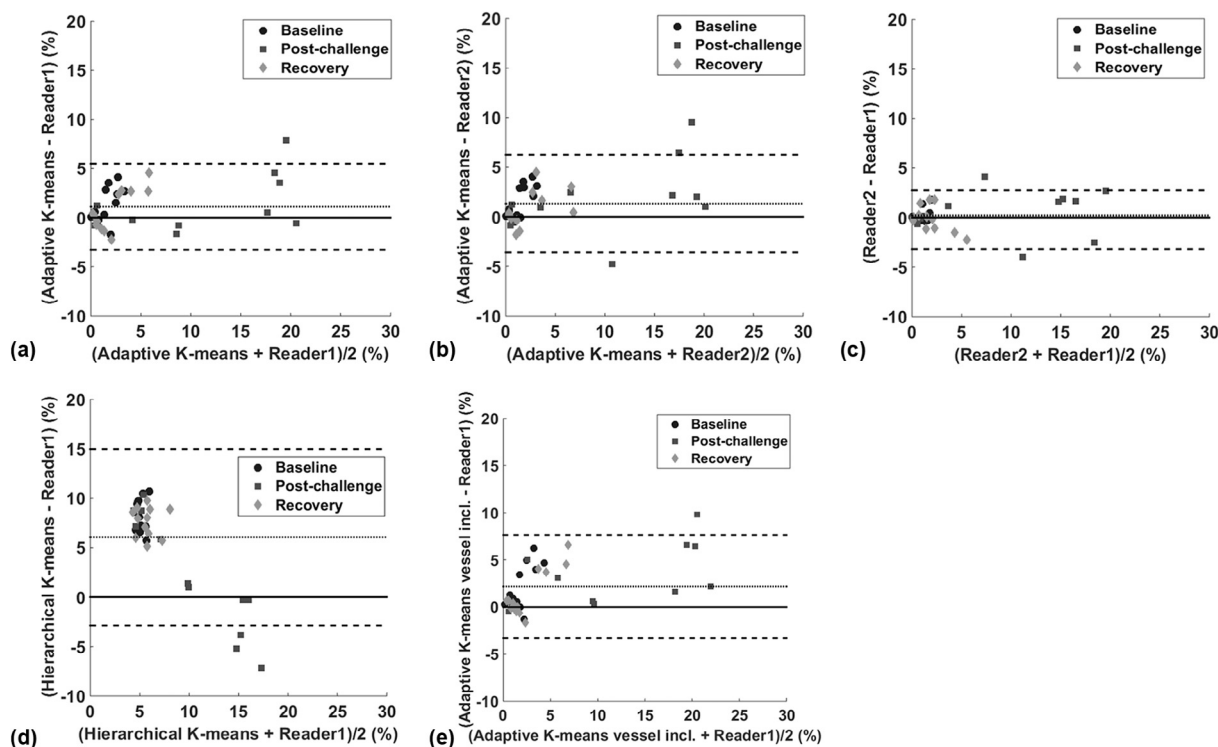 20
15
10
5
0
-5
-10
(Adaptive K-means - Reader1) (%)
Baseline
Post-challenge
Recovery
0 5 10 15 20 25 30
(a)
(Adaptive K-means + Reader1)/2 (%)
20
15
10
5
0
-5
-10
(Adaptive K-means - Reader2) (%)
Baseline
Post-challenge
Recovery
0 5 10 15 20 25 30
(b)
(Adaptive K-means + Reader2)/2 (%)
20
15
10
5
0
-5
-10
(Reader2 - Reader1) (%)
Baseline
Post-challenge
Recovery
0 5 10 15 20 25 30
(c)
(Reader2 + Reader1)/2 (%)
20
15
10
5
0
-5
-10
(Hierarchical K-means - Reader1) (%)
Baseline
Post-challenge
Recovery
0 5 10 15 20 25 30
(d)
(Hierarchical K-means + Reader1)/2 (%)
20
15
10
5
0
-5
-10
(Adaptive K-means vessel incl. - Reader1) (%)
Baseline
Post-challenge
Recovery
0 5 10 15 20 25 30
(e)
(Adaptive K-means vessel incl. + Reader1)/2 (%)